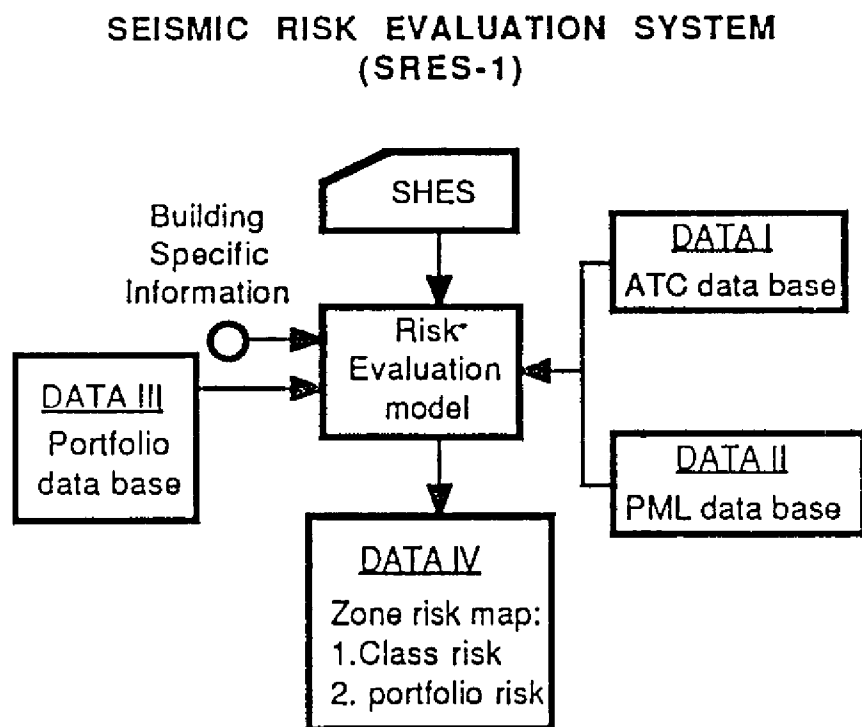 SEISMIC RISK EVALUATION SYSTEM
(SRES-1)
SHES
Building
Specific
Information
DATA I
ATC data base
Risk
Evaluation
model
DATA III
Portfolio
data base
DATA II
PML data base
DATA IV
Zone risk map:
1.Class risk
2. portfolio risk